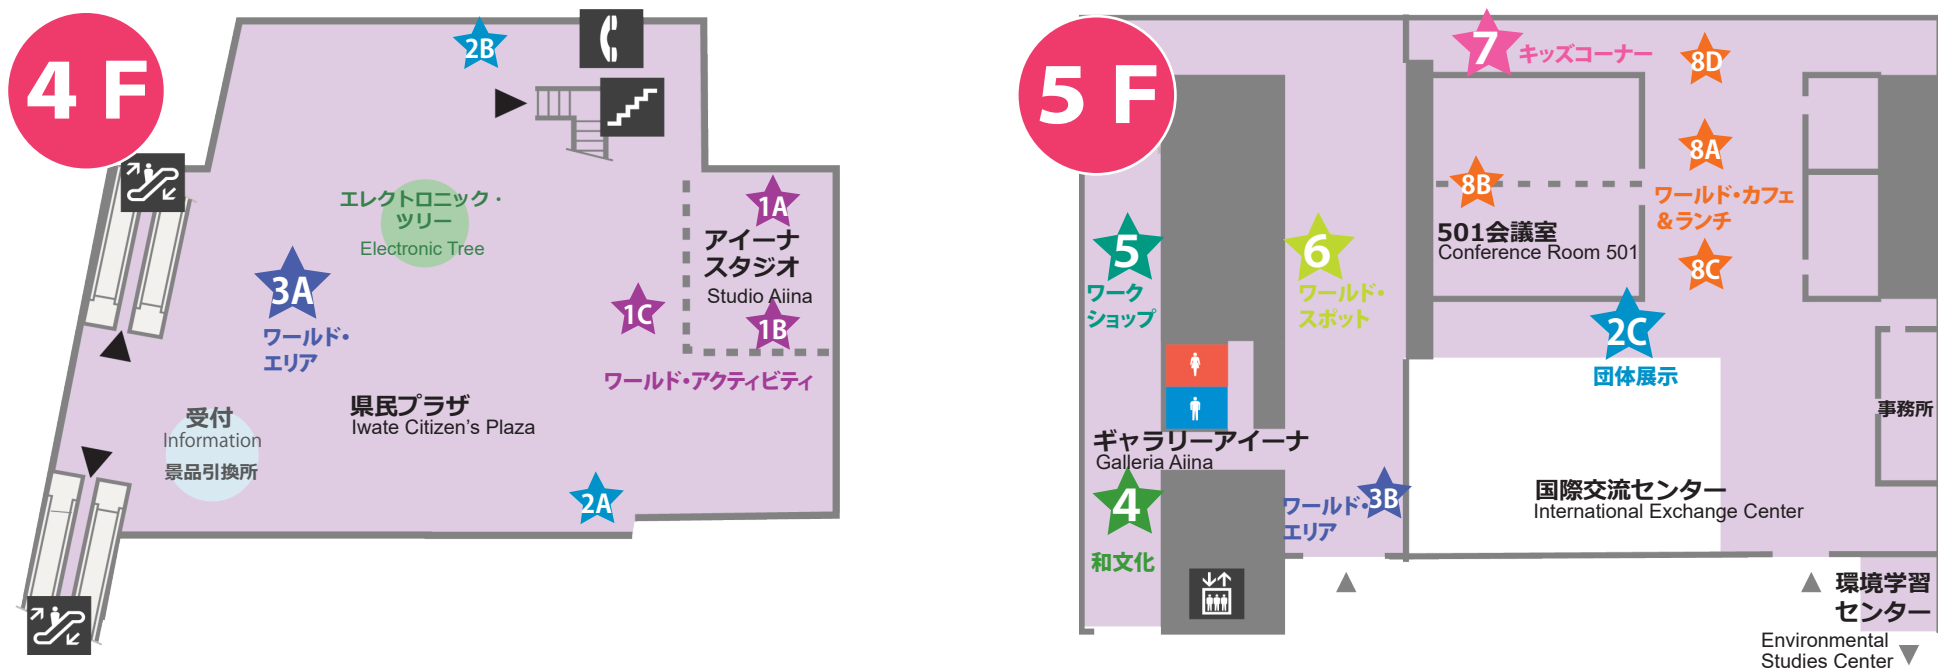 4 F
2B
エレクトロニック・
ツリー
Electronic Tree
1A
アイーナ
スタジオ
Studio Aiina
3A
ワールド・
エリア
1C
1B
ワールド・アクティビティ
県民プラザ
Iwate Citizen's Plaza
受付
Information
景品引換所
2A
5 F
7
キッズコーナー
8D
8A
8B
ワールド・カフェ
&ランチ
501会議室
Conference Room 501
8C
5
ワーク
ショップ
6
ワールド・
スポット
2C
団体展示
事務所
ギャラリーアイーナ
Galleria Aiina
4
和文化
ワールド・
エリア
3B
国際交流センター
International Exchange Center
環境学習
センター
Environmental
Studies Center